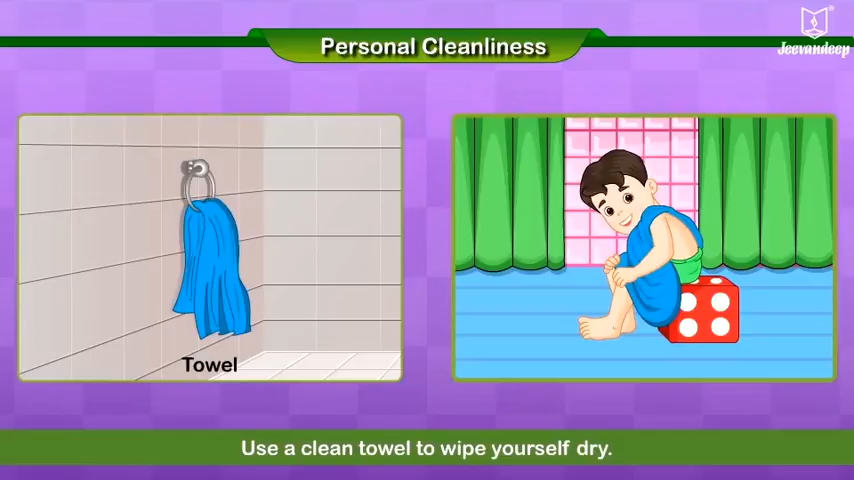 Personal Cleanliness
Jeevandeep
Towel
Use a clean towel to wipe yourself dry.